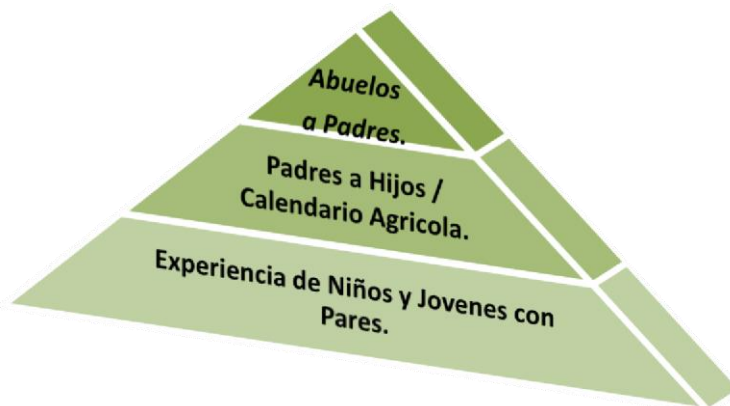 Abuelos
a Padres.
Padres a Hijos /
Calendario Agricola.
Experiencia de Niños y Jovenes con
Pares.